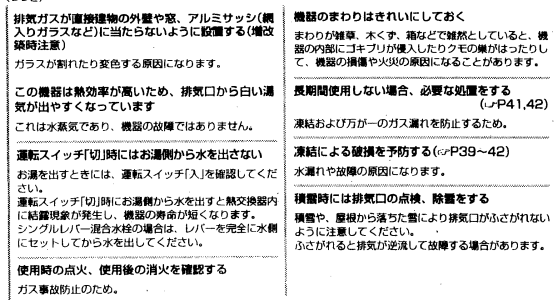 排気ガスが直接建物の外壁や窓、アルミサッシ(網
入りガラスなど)に当たらないように設置する(増改
築時注意)
ガラスが割れたり変色する原因になります。
この機器は熱効率が高いため、排気口から白い湯
気が出やすくなっています
これは水蒸気であり、機器の故障ではありません。
運転スイッチ「切」時にはお湯側から水を出さない
お湯を出すときには、運転スイッチ「入」を確認してくだ
さい。
運転スイッチ「切」時にお湯側から水を出すと熱交換器内
に結露現象が発生し、機器の寿命が短くなります。
シングルレバー混合水栓の場合は、レバーを完全に水側
にセットしてから水を出してください。
使用時の点火、使用後の消火を確認する
ガス事故防止のため。
機器のまわりはきれいにしておく
まわりが雑草、木くず、箱などで雑然としていると、機
器の内部にゴキブリが侵入したりクモの巣がはったりし
て、機器の損傷や火災の原因になることがあります。
長期間使用しない場合、必要な処置をする
(☞P41,42)
凍結および万が一のガス漏れを防止するため。
凍結による破損を予防する(☞P39〜42)
水漏れや故障の原因になります。
積雪時には排気口の点検、除雪をする
積雪や、屋根から落ちた雪により排気口がふさがれない
ように注意してください。
ふさがれると排気が逆流して故障する場合があります。